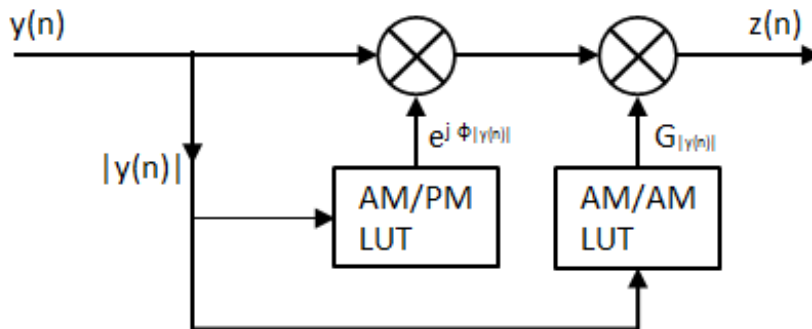 y(n)
z(n)
|y(n)|
e^j Φ|y(n)||
G|y(n)||
AM/PM
LUT
AM/AM
LUT